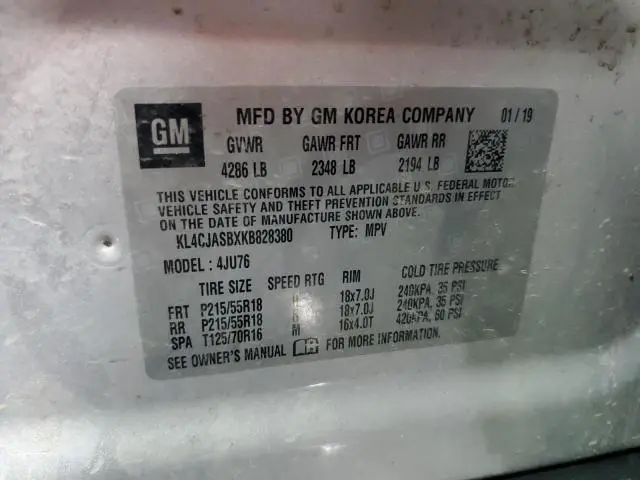 GM MFD BY GM KOREA COMPANY 01/19
GVWR GAWR FRT GAWR RR
4286 LB 2348 LB 2194 LB
THIS VEHICLE CONFORMS TO ALL APPLICABLE U.S. FEDERAL MOTOR
VEHICLE SAFETY AND THEFT PREVENTION STANDARDS IN EFFECT
ON THE DATE OF MANUFACTURE SHOWN ABOVE.
KL4CJASBXKB828380 TYPE: MPV
MODEL: 4JU76
TIRE SIZE SPEED RTG RIM COLD TIRE PRESSURE
FRT P215/55R18 H 18x7.0J 240KPA, 35 PSI
RR P215/55R18 H 18x7.0J 240KPA, 35 PSI
SPA T125/70R16 M 16x4.0T 420KPA, 60 PSI
SEE OWNER'S MANUAL FOR MORE INFORMATION.